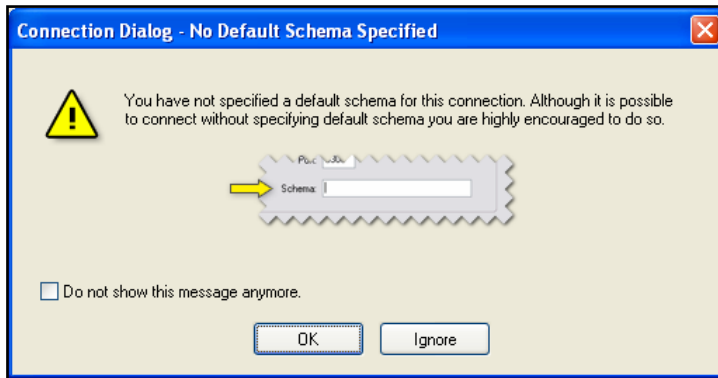 Connection Dialog - No Default Schema Specified
You have not specified a default schema for this connection. Although it is possible
to connect without specifying default schema you are highly encouraged to do so.
Schema:
Do not show this message anymore.
OK
Ignore